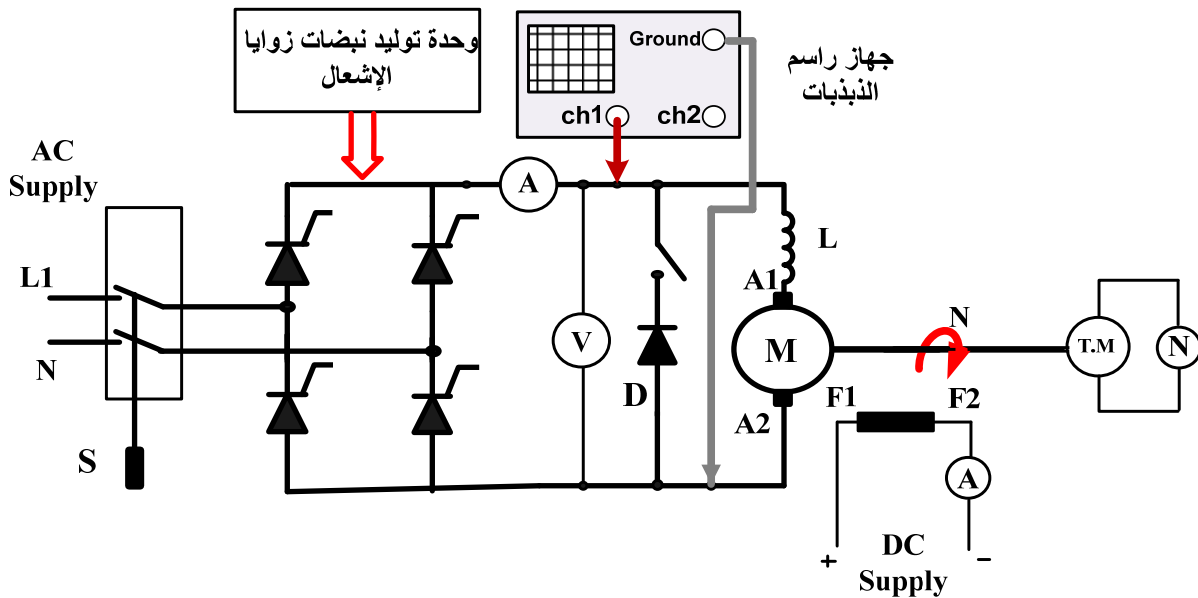 وحدة توليد نبضات زوايا
الإشعال
Ground
ch1
ch2
جهاز راسم
الذبذبات
AC
Supply
L1
N
S
A
V
D
L
A1
M
A2
N
T.M
N
F1
F2
A
+
DC
Supply
−